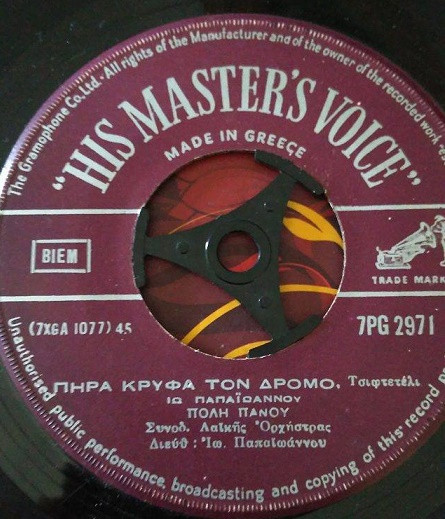 The Gramophone Co. Ltd. - All rights of the Manufacturer and of the owner of the recorded work
"HIS MASTER'S VOICE"
MADE IN GREECE
BIEM
TRADE MARK
(7XGA 1077) 45
7PG 2971
ΠΗΡΑ ΚΡΥΦΑ ΤΟΝ ΔΡΟΜΟ, Τσιφτετέλι
ΙΩ ΠΑΠΑΪΩΑΝΝΟΥ
ΠΟΛΗ ΠΑΝΟΥ
Συνοδ. Λαϊκῆς Ὀρχήστρας
Διευθ : Ἰω. Παπαϊωάννου
Unauthorised public performance, broadcasting and copying of this record